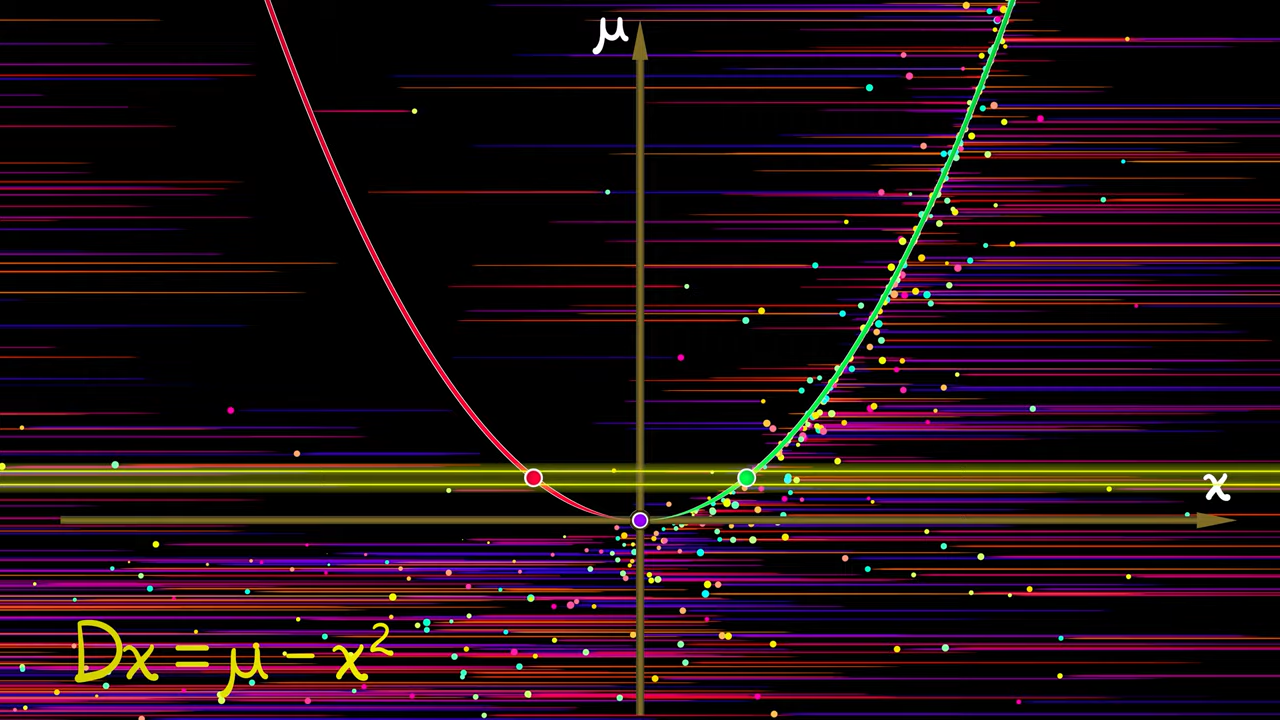 μ
x
Dx = μ - x²